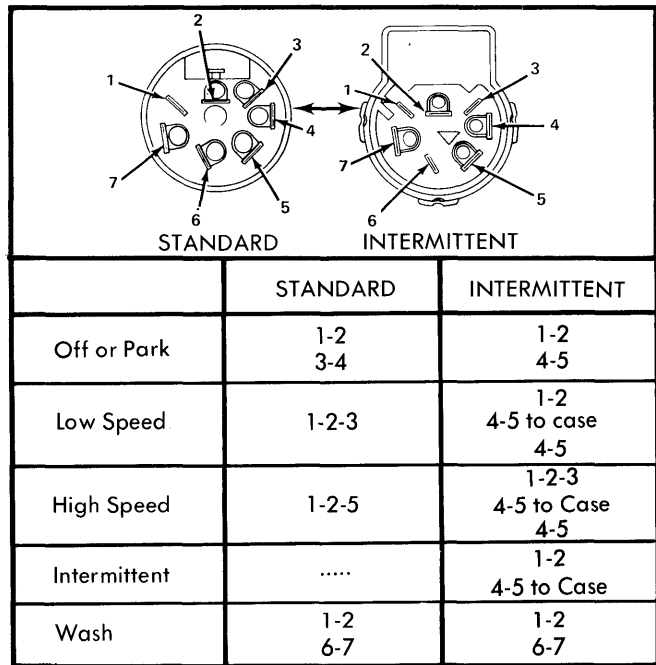 2
3
2
3
1
1
4
4
7
7
5
5
6
6
STANDARD
INTERMITTENT
STANDARD
INTERMITTENT
Off or Park
1-2
3-4
1-2
4-5
Low Speed
1-2-3
1-2
4-5 to case
4-5
High Speed
1-2-5
1-2-3
4-5 to Case
4-5
Intermittent
.....
1-2
4-5 to Case
Wash
1-2
6-7
1-2
6-7